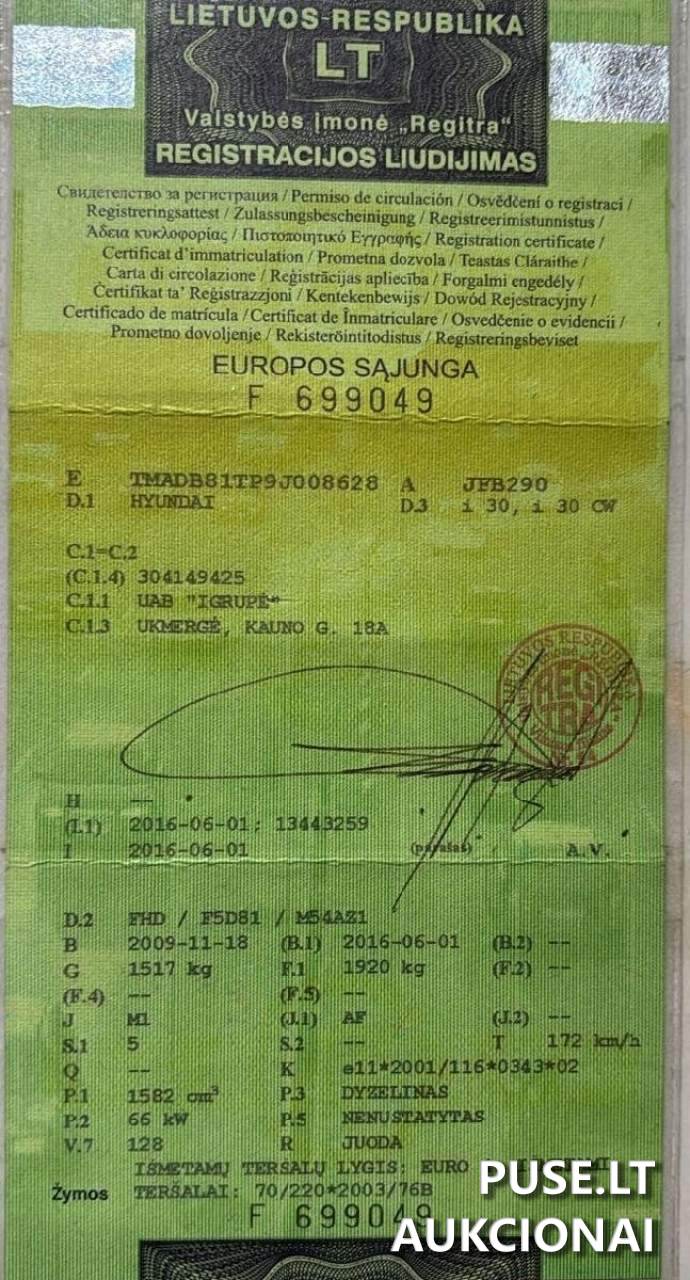 LIETUVOS RESPUBLIKA
LT
Valstybės įmonė „Regitra“
REGISTRACIJOS LIUDIJIMAS
Свидетелство за регистрация / Permiso de circulación / Osvědčení o registraci /
Registreringsattest / Zulassungsbescheinigung / Registreerimistunnistus /
Άδεια κυκλοφορίας / Πιστοποιητικό Εγγραφής / Registration certificate /
Certificat d'immatriculation / Prometna dozvola / Teastas Cláraithe /
Carta di circolazione / Reģistrācijas apliecība / Forgalmi engedély /
Ċertifikat ta' Reġistrazzjoni / Kentekenbewijs / Dowód Rejestracyjny /
Certificado de matrícula / Certificat de Înmatriculare / Osvedčenie o evidencii /
Prometno dovoljenje / Rekisteröintitodistus / Registreringsbeviset
EUROPOS SĄJUNGA
F 699049
E TMADB81TP9J008628 A JFB290
D.1 HYUNDAI D.3 i 30, i 30 CW
C.1=C.2
(C.1.4) 304149425
C.1.1 UAB "IGRUPĖ"
C.1.3 UKMERGĖ, KAUNO G. 18A
LIETUVOS RESPUBLIKA
REGI
TRA
H --
(I.1) 2016-06-01; 13443259
I 2016-06-01 (parašas) A.V.
D.2 FHD / F5D81 / M54AZ1
B 2009-11-18 (B.1) 2016-06-01 (B.2) --
G 1517 kg F.1 1920 kg (F.2) --
(F.4) -- (F.5) --
J M1 (J.1) AF (J.2) --
S.1 5 S.2 -- T 172 km/h
Q -- K e11*2001/116*0343*02
P.1 1582 cm³ P.3 DYZELINAS
P.2 66 kW P.5 NENUSTATYTAS
V.7 128 R JUODA
IŠMETAMŲ TERŠALŲ LYGIS: EURO
Žymos TERŠALAI: 70/220*2003/76B
F 699049
PUSE.LT
AUKCIONAI